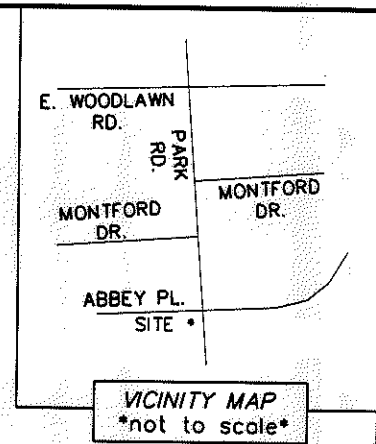 E. WOODLAWN
RD.
PARK
RD.
MONTFORD
DR.
MONTFORD
DR.
ABBEY PL.
SITE
VICINITY MAP
*not to scale*